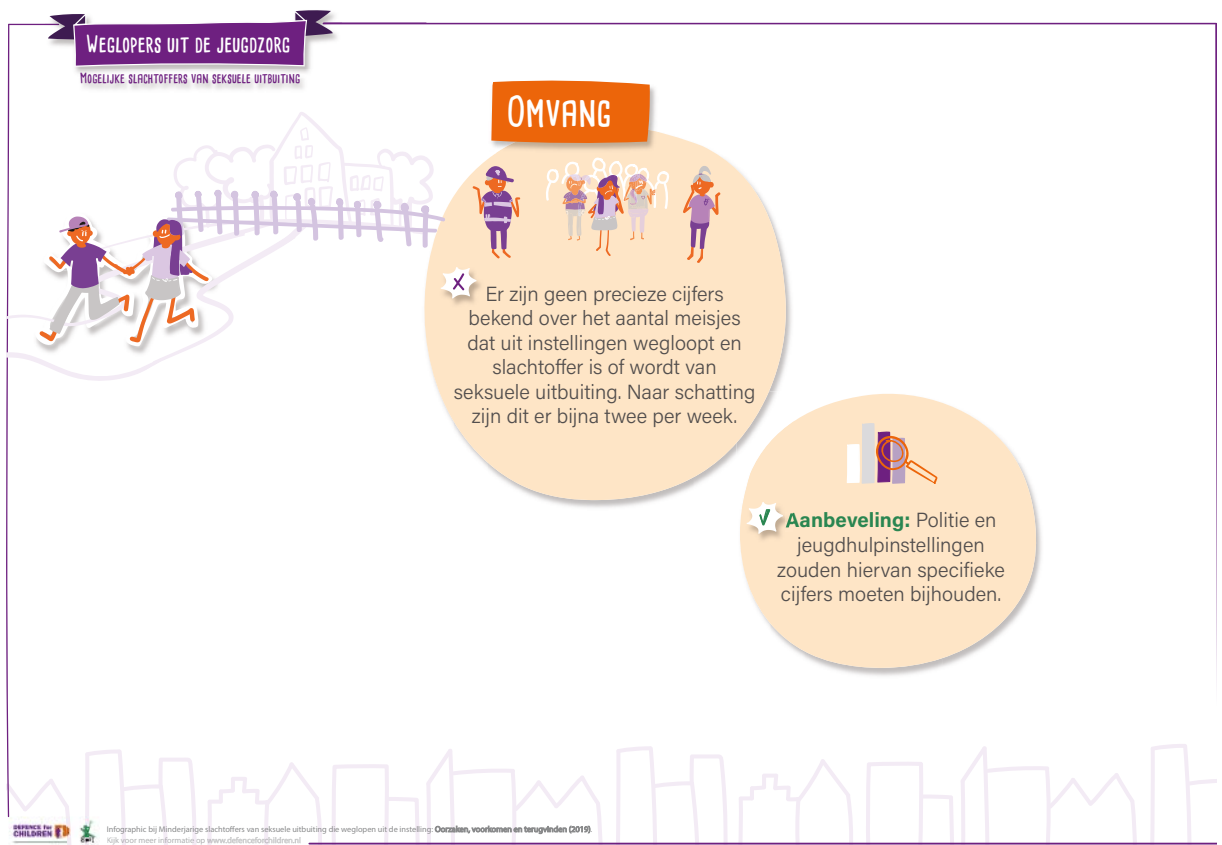 WEGLOPERS UIT DE JEUGDZORG
MOGELIJKE SLACHTOFFERS VAN SEKSUELE UITBUITING
OMVANG
X
Er zijn geen precieze cijfers
bekend over het aantal meisjes
dat uit instellingen wegloopt en
slachtoffer is of wordt van
seksuele uitbuiting. Naar schatting
zijn dit er bijna twee per week.
Aanbeveling: Politie en
jeugdhulpinstellingen
zouden hiervan specifieke
cijfers moeten bijhouden.
DEFENCE for
CHILDREN
Infographic bij Minderjarige slachtoffers van seksuele uitbuiting die weglopen uit de instelling: Oorzaken, voorkomen en terugvinden (2019).
Kijk voor meer informatie op www.defenceforchildren.nl